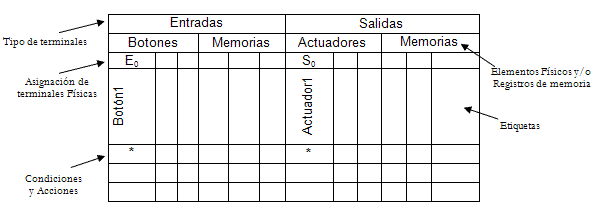 Entradas Salidas
Tipo de terminales
Botones Memorias Actuadores Memorias
E₀ S₀
Asignación de
terminales Físicas
Elementos Físicos y/o
Registros de memoria
Botón1 Actuador1
Etiquetas
* *
Condiciones
y Acciones